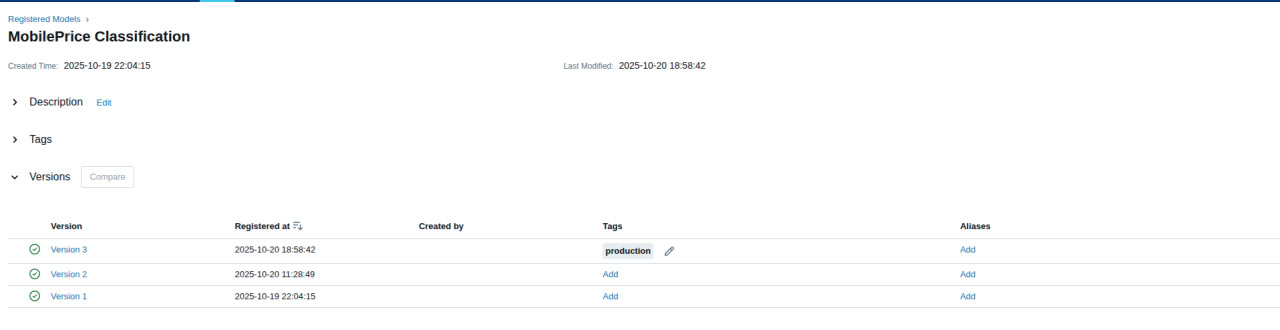 Registered Models ›
MobilePrice Classification
Created Time: 2025-10-19 22:04:15 Last Modified: 2025-10-20 18:58:42
Description Edit
Tags
Versions Compare
Version Registered at Created by Tags Aliases
Version 3 2025-10-20 18:58:42 production Add
Version 2 2025-10-20 11:28:49 Add Add
Version 1 2025-10-19 22:04:15 Add Add